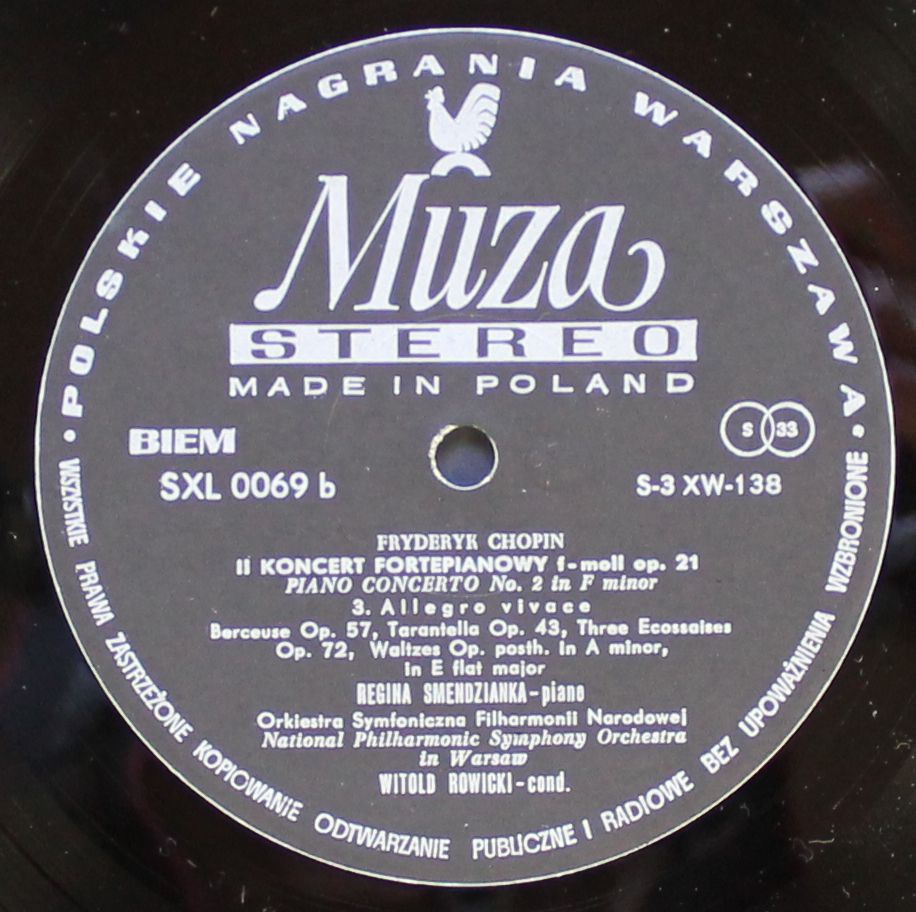 POLSKIE NAGRANIA WARSZAWA
Muza
STEREO
MADE IN POLAND
BIEM
S 33
SXL 0069 b
S-3 XW-138
FRYDERYK CHOPIN
II KONCERT FORTEPIANOWY f-moll op. 21
PIANO CONCERTO No. 2 in F minor
3. Allegro vivace
Berceuse Op. 57, Tarantella Op. 43, Three Ecossaises
Op. 72, Waltzes Op. posth. in A minor,
in E flat major
REGINA SMENDZIANKA-piano
Orkiestra Symfoniczna Filharmonii Narodowej
National Philharmonic Symphony Orchestra
in Warsaw
WITOLD ROWICKI-cond.
WSZYSTKIE PRAWA ZASTRZEŻONE KOPIOWANIE ODTWARZANIE PUBLICZNE I RADIOWE BEZ UPOWAŻNIENIA WZBRONIONE